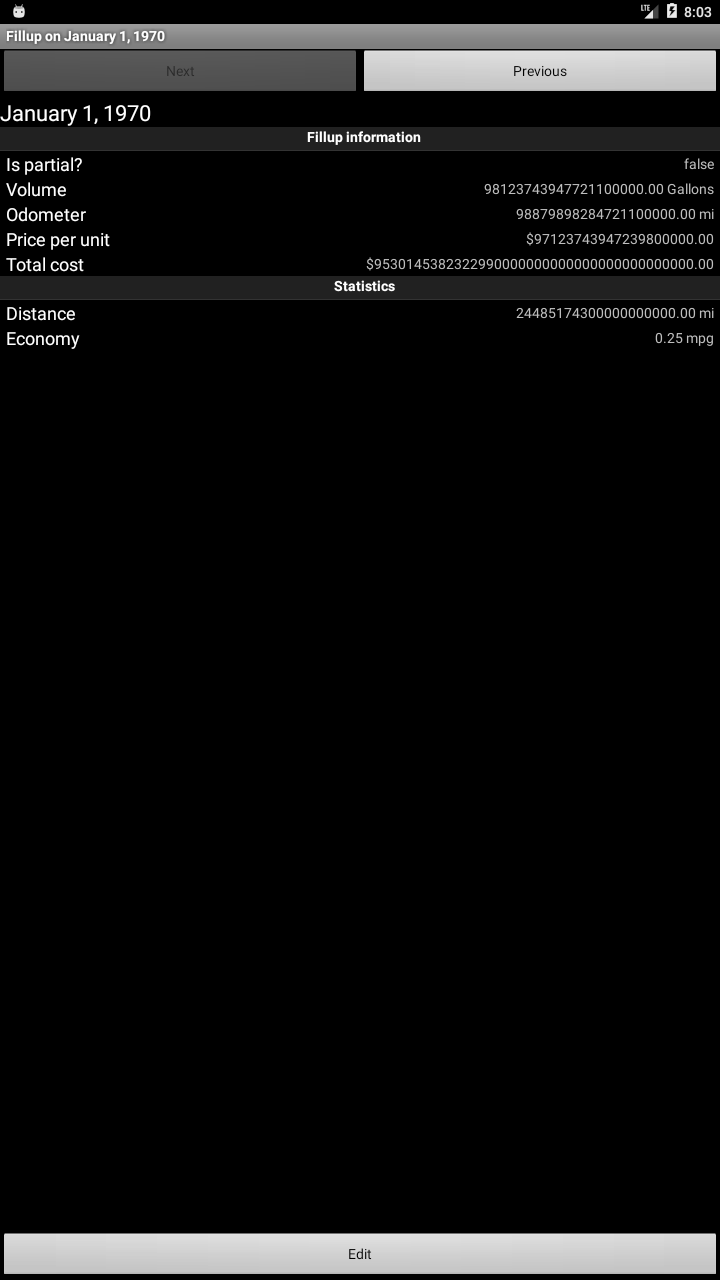 LTE 8:03
Fillup on January 1, 1970
Next Previous
January 1, 1970
Fillup information
Is partial? false
Volume 98123743947721100000.00 Gallons
Odometer 98879898284721100000.00 mi
Price per unit $97123743947239800000.00
Total cost $9530145382322990000000000000000000000000.00
Statistics
Distance 24485174300000000000.00 mi
Economy 0.25 mpg
Edit